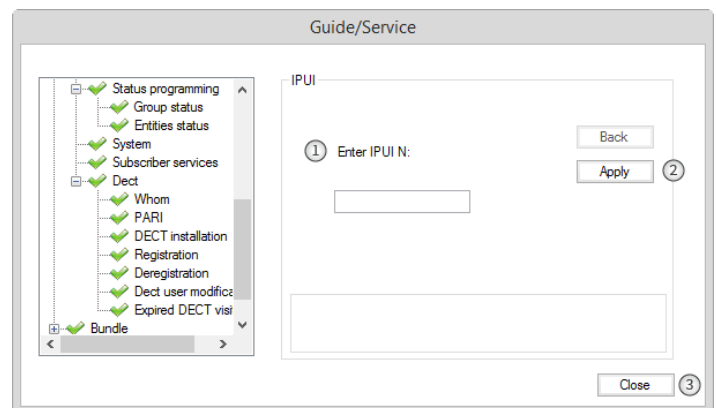 Guide/Service
Status programming
Group status
Entities status
System
Subscriber services
Dect
Whom
PARI
DECT installation
Registration
Deregistration
Dect user modifica
Expired DECT visi
Bundle
IPUI
1 Enter IPUI N:
Back
Apply 2
Close 3